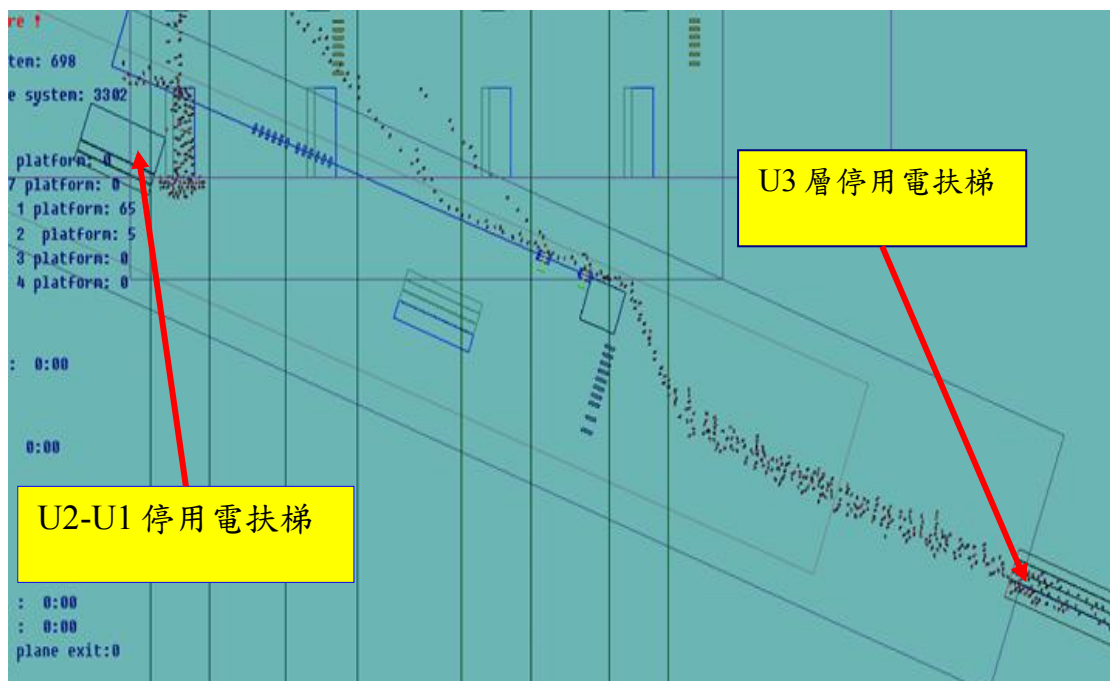 re !
tem: 698
e system: 3302
platform: 0
7 platform: 0
1 platform: 65
2 platform: 5
3 platform: 0
4 platform: 0
U3 層停用電扶梯
: 0:00
0:00
U2-U1 停用電扶梯
: 0:00
: 0:00
plane exit:0